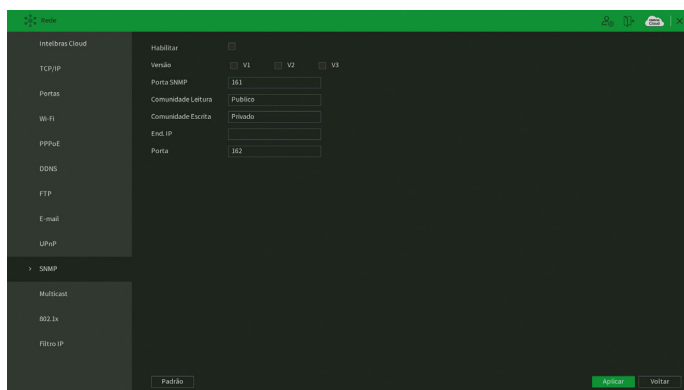 Rede
Intelbras Cloud
TCP/IP
Portas
Wi-Fi
PPPoE
DDNS
FTP
E-mail
UPnP
> SNMP
Multicast
802.1x
Filtro IP
Habilitar
Versão V1 V2 V3
Porta SNMP 161
Comunidade Leitura Publico
Comunidade Escrita Privado
End. IP
Porta 162
Padrão
Aplicar Voltar